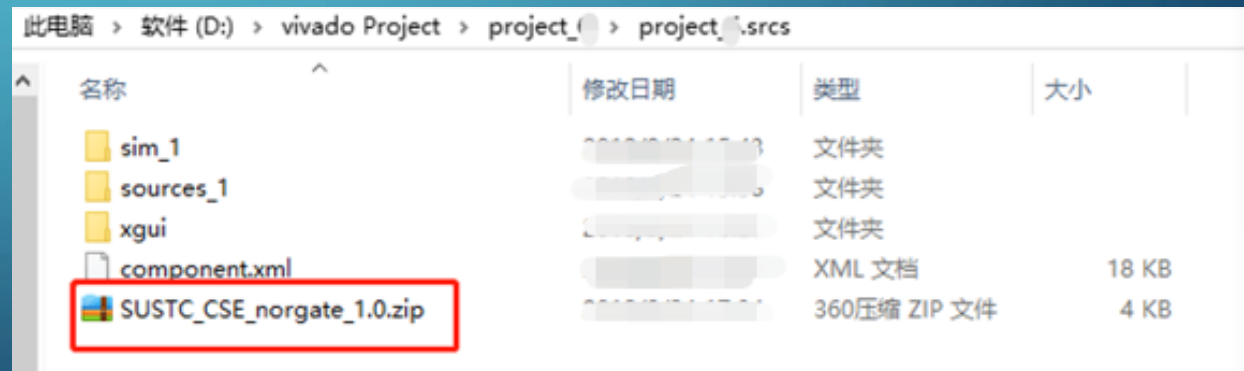 此电脑 > 软件 (D:) > vivado Project > project_ > project_.srcs
名称 修改日期 类型 大小
sim_1 文件夹
sources_1 文件夹
xgui 文件夹
component.xml XML 文档 18 KB
SUSTC_CSE_norgate_1.0.zip 360压缩 ZIP 文件 4 KB